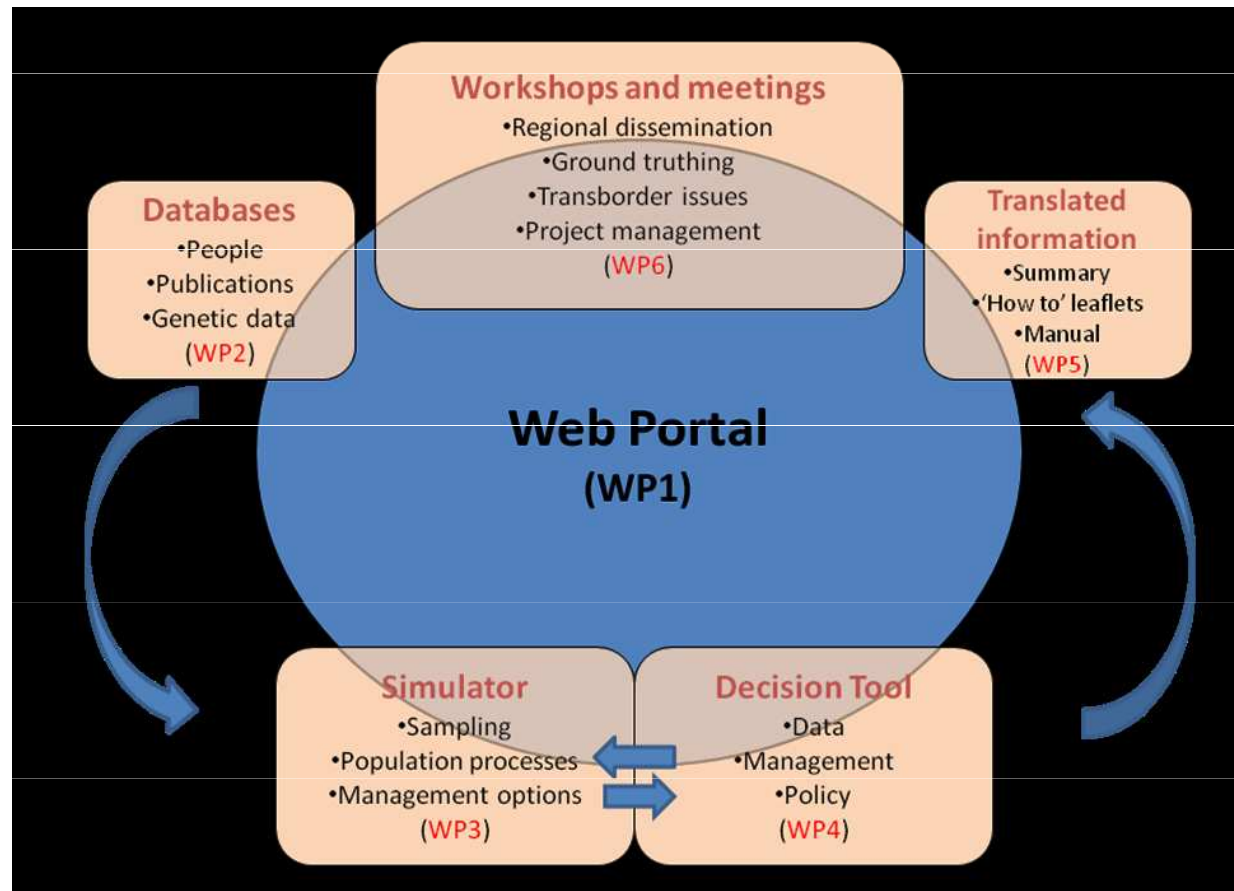 Workshops and meetings
•Regional dissemination
•Ground truthing
•Transborder issues
•Project management
(WP6)
Databases
•People
•Publications
•Genetic data
(WP2)
Translated
information
•Summary
•‘How to’ leaflets
•Manual
(WP5)
Web Portal
(WP1)
Simulator
•Sampling
•Population processes
•Management options
(WP3)
Decision Tool
•Data
•Management
•Policy
(WP4)